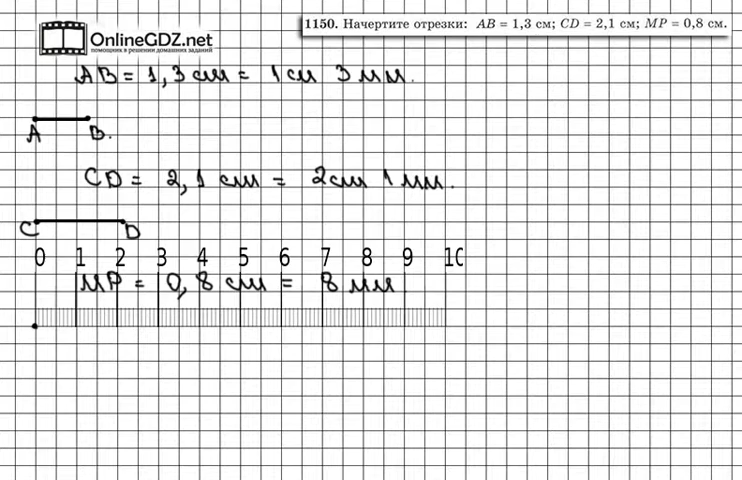 OnlineGDZ.net
помощник в решении домашних заданий
1150. Начертите отрезки: AB = 1,3 см; CD = 2,1 см; MP = 0,8 см.
AB = 1,3 см = 1 см 3 мм.
A B.
CD = 2,1 см = 2 см 1 мм.
C D
0 1 2 3 4 5 6 7 8 9 10
MP = 0,8 см = 8 мм